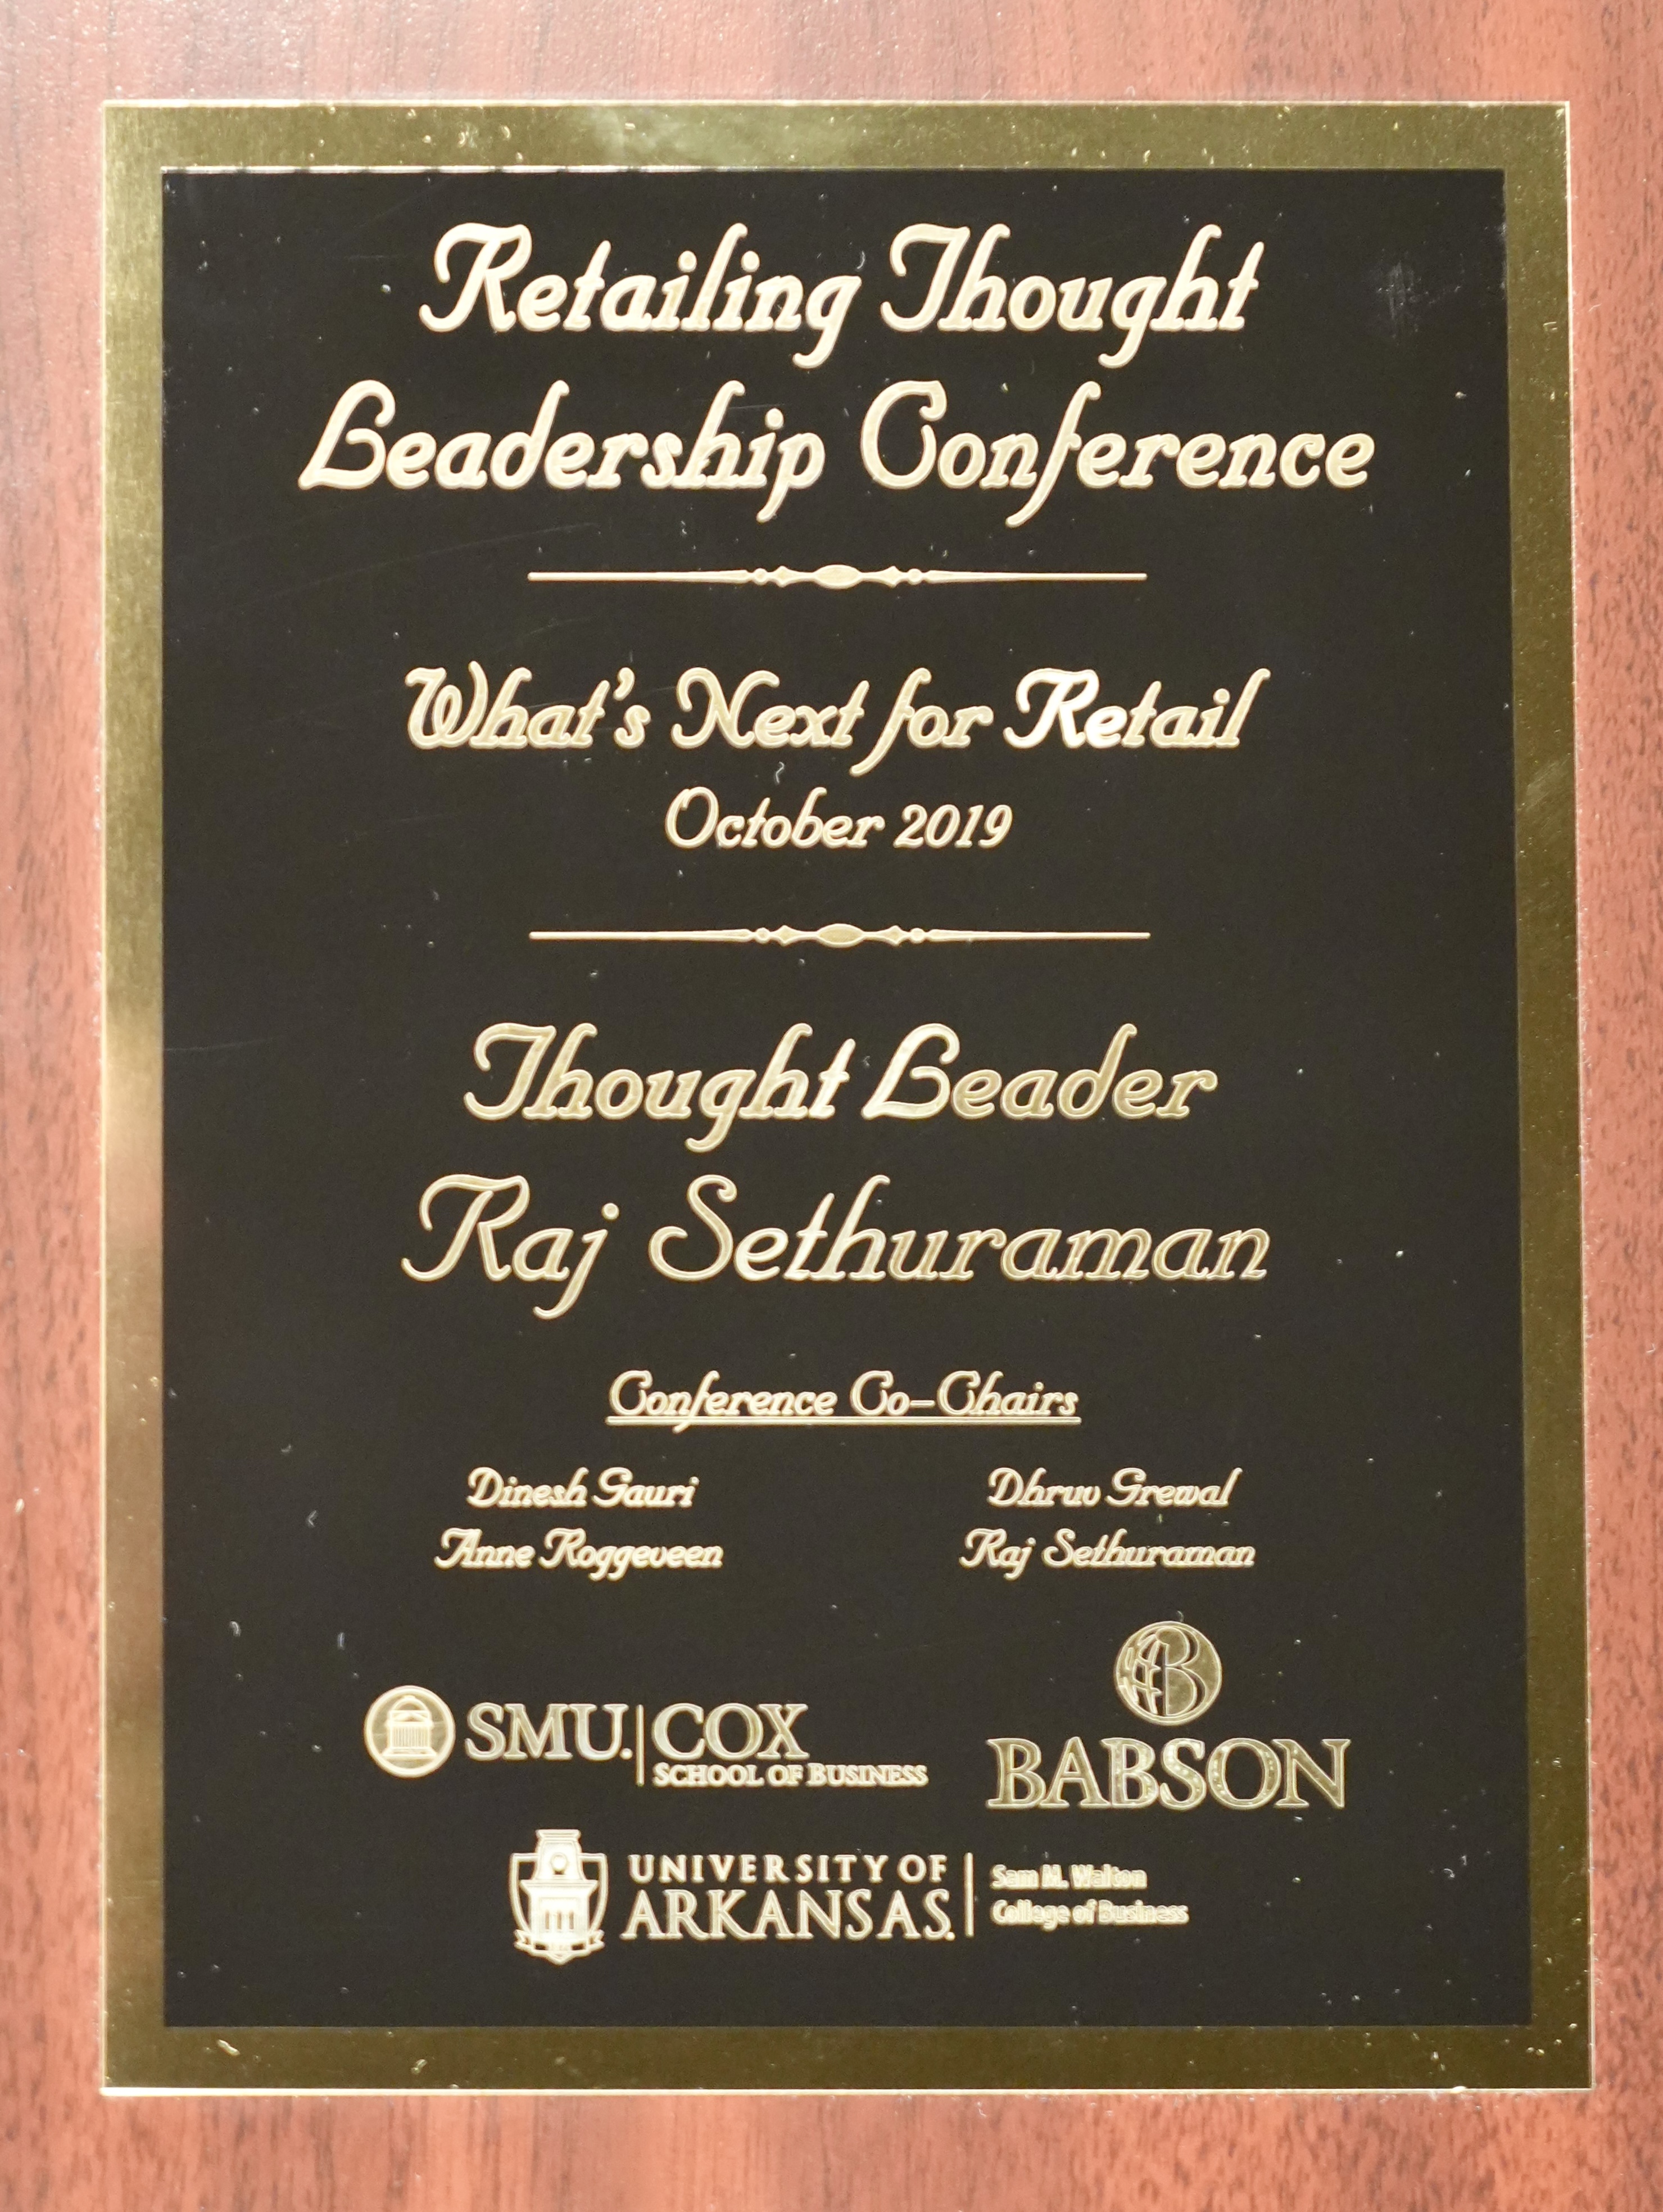 Retailing Thought
Leadership Conference
What's Next for Retail
October 2019
Thought Leader
Raj Sethuraman
Conference Co-Chairs
Dinesh Gauri
Dhruv Grewal
Anne Roggeveen
Raj Sethuraman
SMU. COX
SCHOOL OF BUSINESS
B
BABSON
UNIVERSITY OF
ARKANSAS.
Sam M. Walton
College of Business